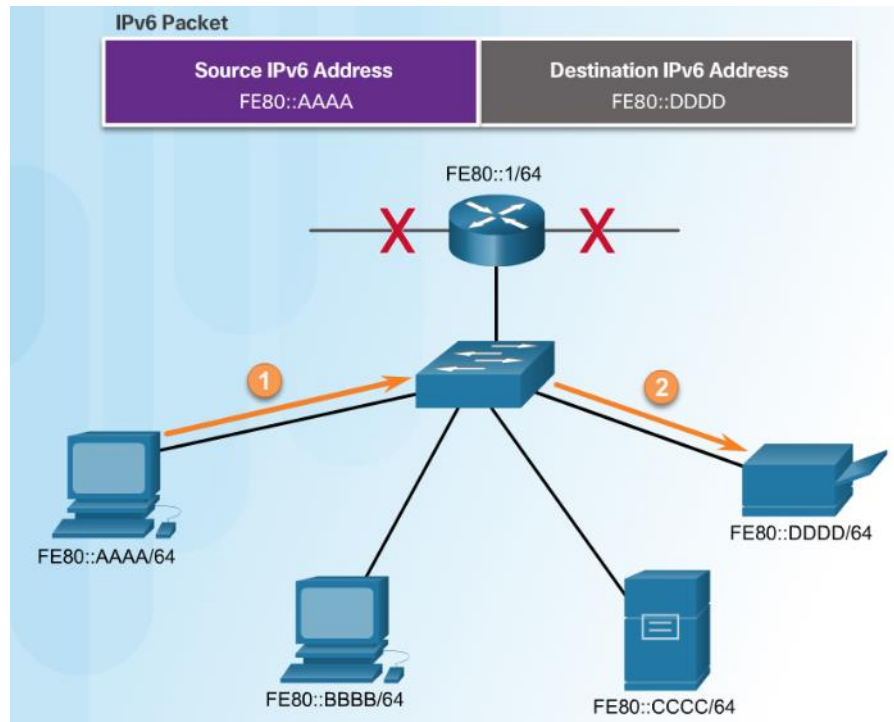 IPv6 Packet
Source IPv6 Address
FE80::AAAA
Destination IPv6 Address
FE80::DDDD
FE80::1/64
X
X
1
2
FE80::AAAA/64
FE80::DDDD/64
FE80::BBBB/64
FE80::CCCC/64